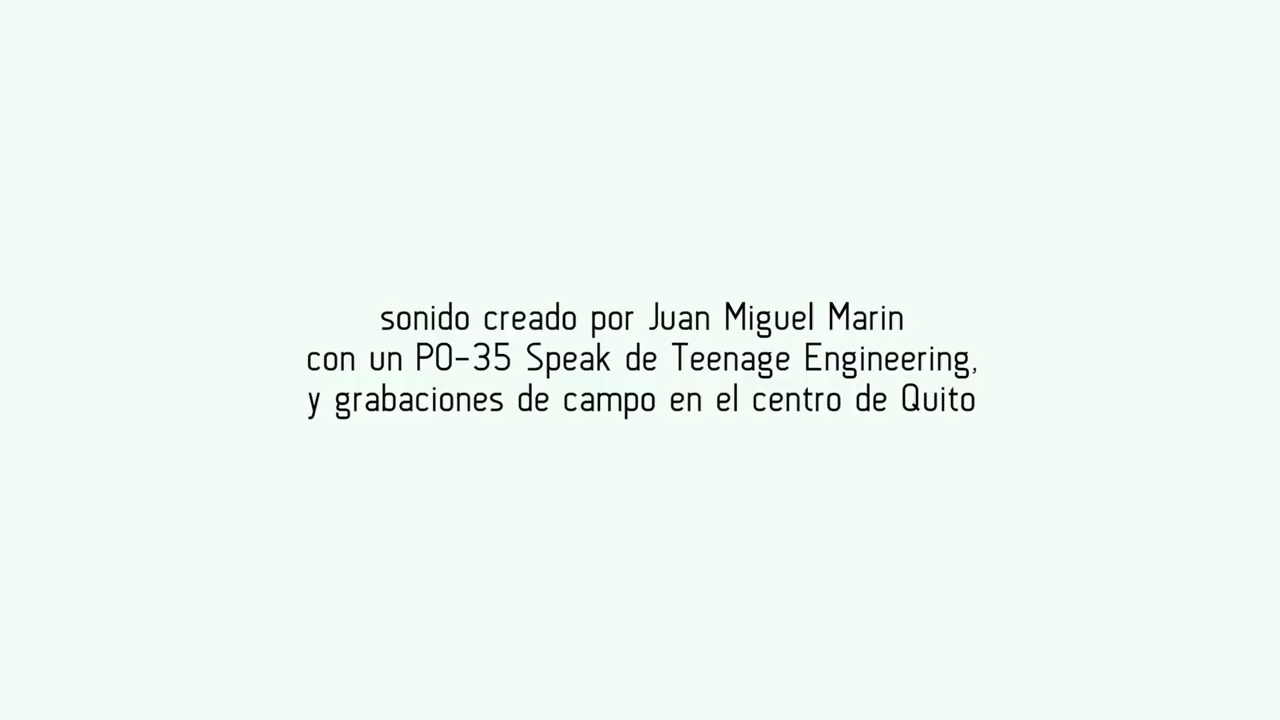 sonido creado por Juan Miguel Marin
con un PO-35 Speak de Teenage Engineering,
y grabaciones de campo en el centro de Quito